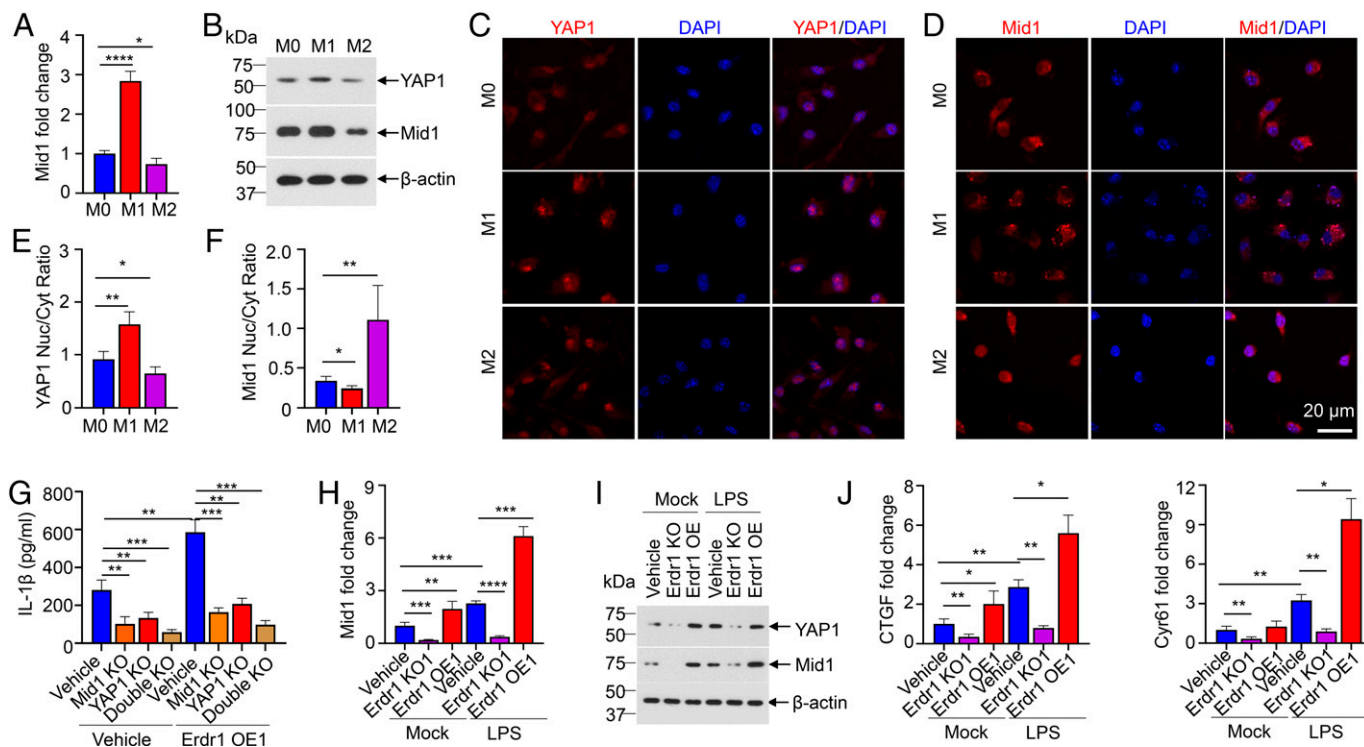 A
Mid1 fold change
4
3
2
1
0
*
****
M0 M1 M2
B
kDa
M0 M1 M2
75
50
YAP1
100
75
Mid1
50
37
β-actin
C
YAP1 DAPI YAP1/DAPI
M0
M1
M2
D
Mid1 DAPI Mid1/DAPI
M0
M1
M2
20 μm
E
YAP1 Nuc/Cyt Ratio
3
2
1
0
*
**
M0 M1 M2
F
Mid1 Nuc/Cyt Ratio
2.0
1.5
1.0
0.5
0
**
*
M0 M1 M2
G
IL-1β (pg/ml)
800
600
400
200
0
**
***
**
**
***
**
***
Vehicle
Mid1 KO
YAP1 KO
Double KO
Vehicle
Mid1 KO
YAP1 KO
Double KO
Vehicle Erdr1 OE1
H
Mid1 fold change
9
6
3
0
***
**
***
***
****
Vehicle
Erdr1 KO1
Erdr1 OE1
Vehicle
Erdr1 KO1
Erdr1 OE1
Mock LPS
I
Mock LPS
kDa
Vehicle
Erdr1 KO
Erdr1 OE
Vehicle
Erdr1 KO
Erdr1 OE
75
50
YAP1
75
50
Mid1
50
37
β-actin
J
CTGF fold change
8
6
4
2
0
**
*
**
*
**
Vehicle
Erdr1 KO1
Erdr1 OE1
Vehicle
Erdr1 KO1
Erdr1 OE1
Mock LPS
Cyr61 fold change
12
9
6
3
0
**
**
*
**
Vehicle
Erdr1 KO1
Erdr1 OE1
Vehicle
Erdr1 KO1
Erdr1 OE1
Mock LPS